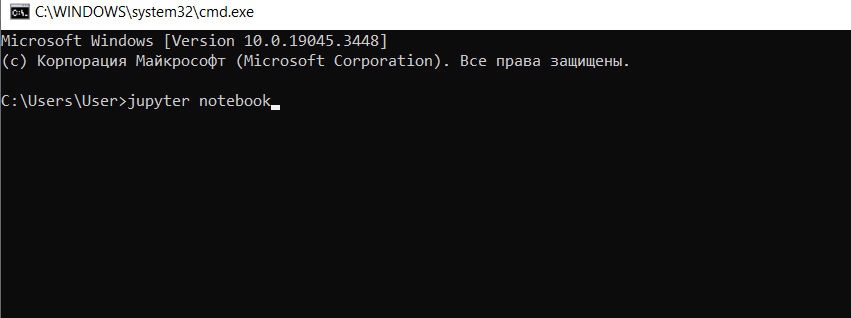 C:\WINDOWS\system32\cmd.exe
Microsoft Windows [Version 10.0.19045.3448]
(c) Корпорация Майкрософт (Microsoft Corporation). Все права защищены.
C:\Users\User>jupyter notebook